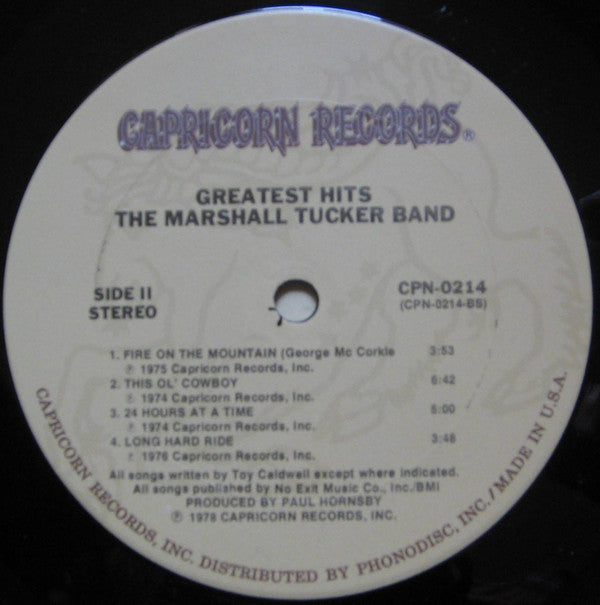 CAPRICORN RECORDS®
GREATEST HITS
THE MARSHALL TUCKER BAND
SIDE II
STEREO
CPN-0214
(CPN-0214-BS)
1. FIRE ON THE MOUNTAIN (George Mc Corkle 3:53
℗ 1975 Capricorn Records, Inc.
2. THIS OL' COWBOY 6:42
℗ 1974 Capricorn Records, Inc.
3. 24 HOURS AT A TIME 5:00
℗ 1974 Capricorn Records, Inc.
4. LONG HARD RIDE 3:48
℗ 1976 Capricorn Records, Inc.
All songs written by Toy Caldwell except where indicated.
All songs published by No Exit Music Co., Inc./BMI
PRODUCED BY PAUL HORNSBY
℗ 1978 CAPRICORN RECORDS, INC.
CAPRICORN RECORDS, INC. DISTRIBUTED BY PHONODISC, INC./MADE IN U.S.A.